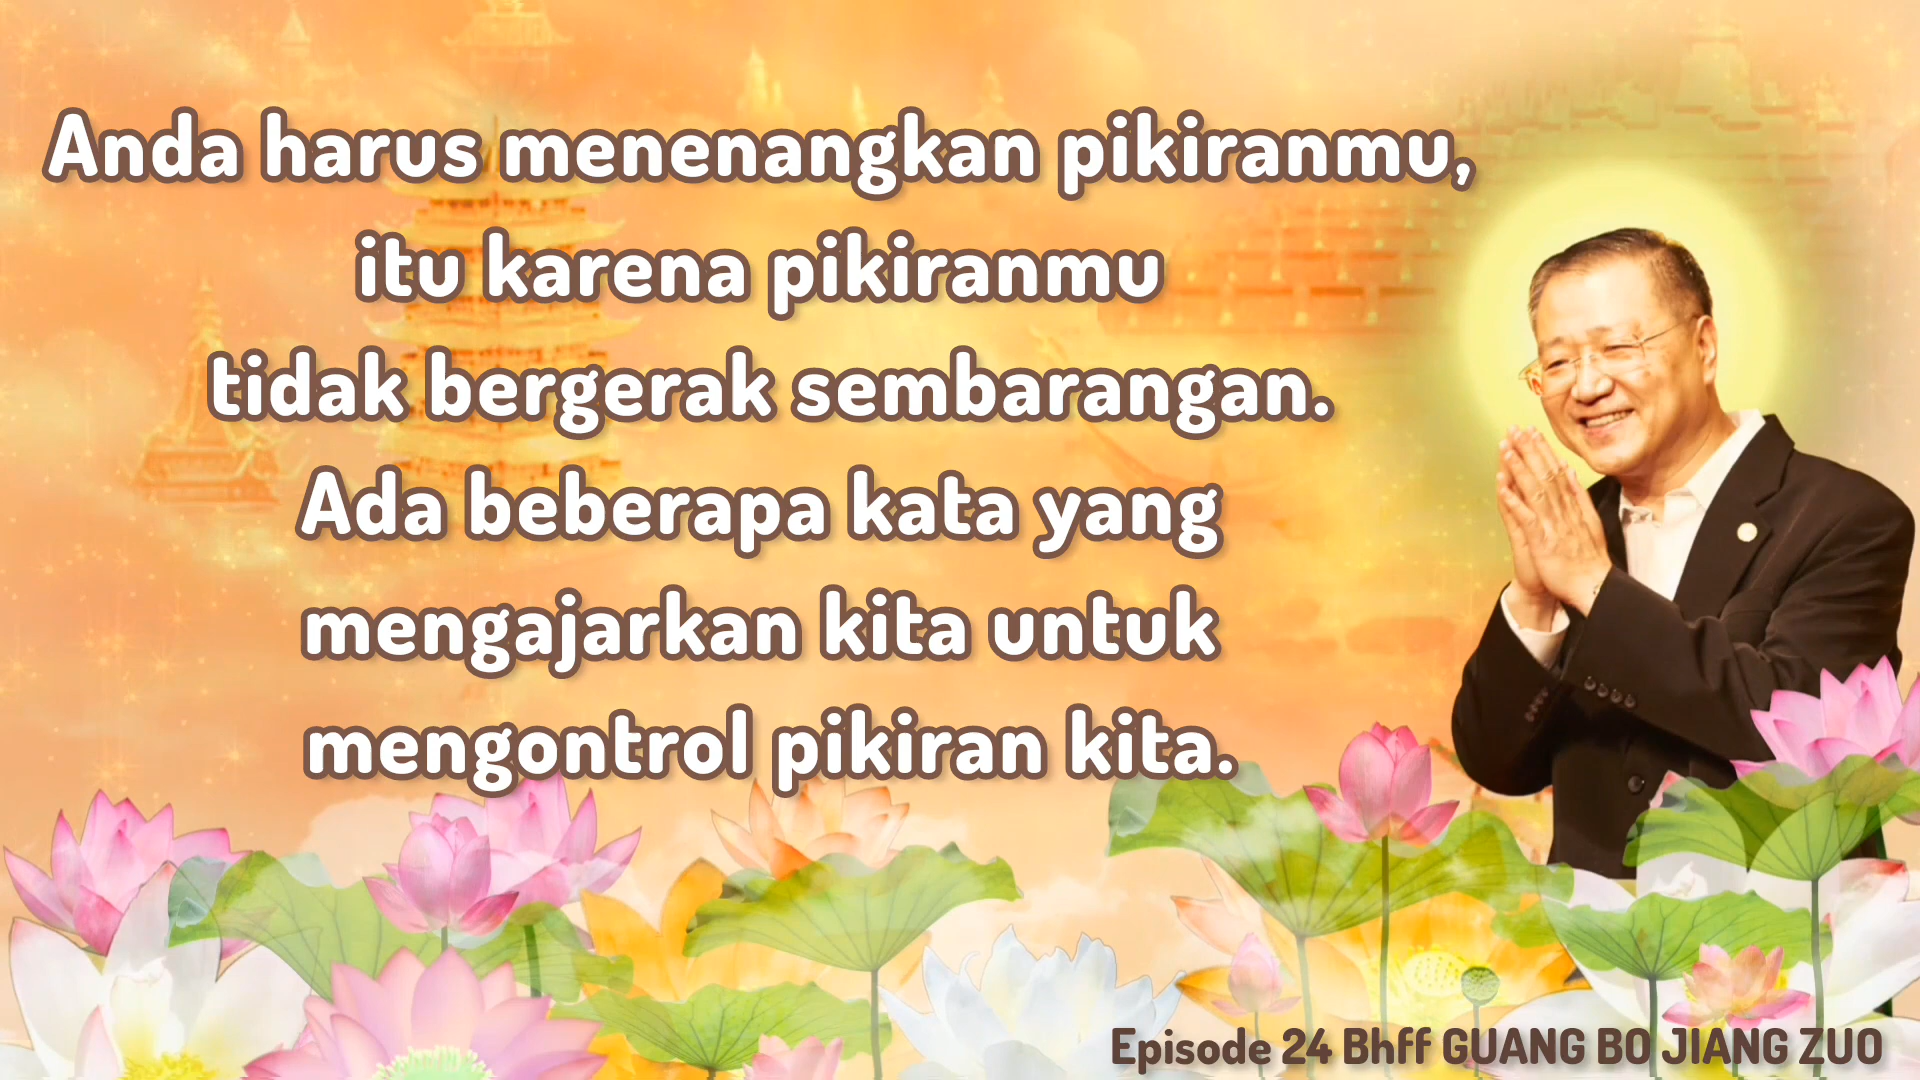 Anda harus menenangkan pikiranmu,
itu karena pikiranmu
tidak bergerak sembarangan.
Ada beberapa kata yang
mengajarkan kita untuk
mengontrol pikiran kita.
Episode 24 Bhff GUANG BO JIANG ZUO